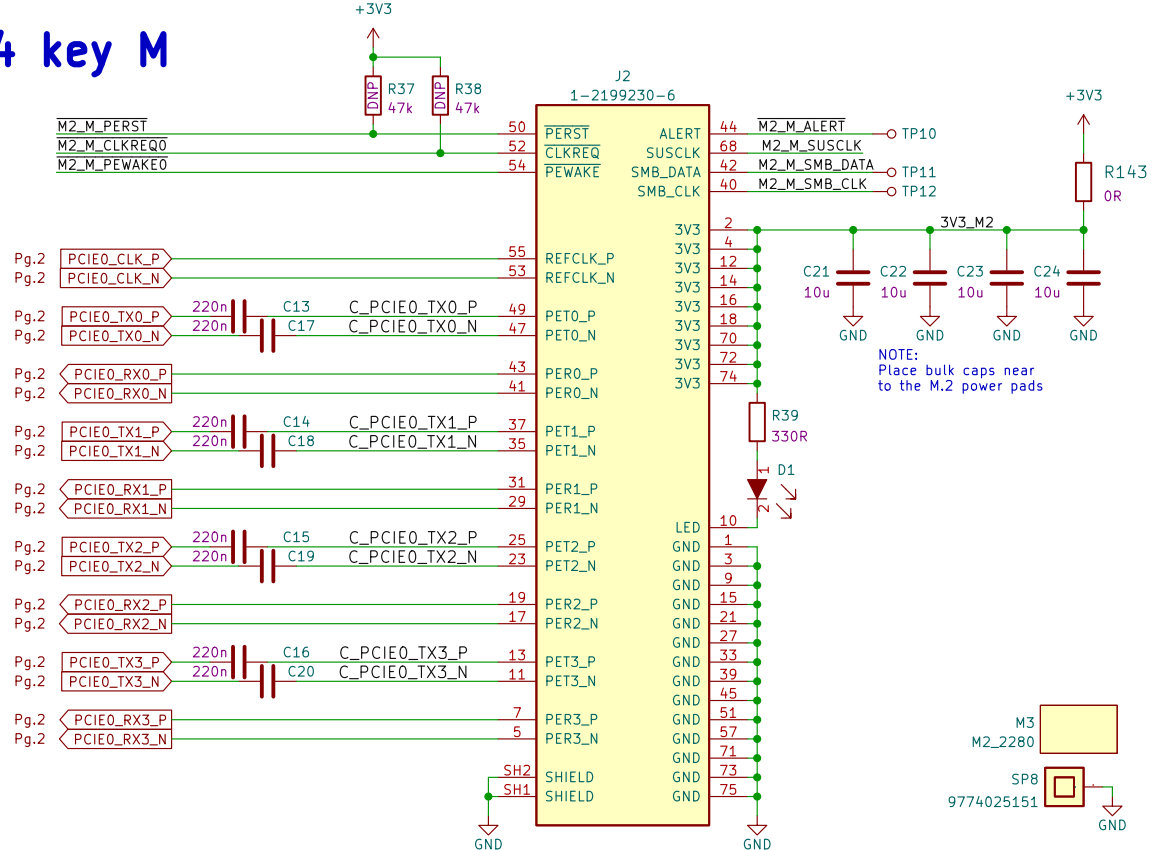 4 key M
+3V3
R37
47k
DNP
R38
47k
DNP
J2
1-2199230-6
M2_M_PERST
50
PERST
M2_M_CLKREQ0
52
CLKREQ
M2_M_PEWAKE0
54
PEWAKE
ALERT
44
M2_M_ALERT
TP10
SUSCLK
68
M2_M_SUSCLK
SMB_DATA
42
M2_M_SMB_DATA
TP11
SMB_CLK
40
M2_M_SMB_CLK
TP12
+3V3
R143
0R
3V3_M2
3V3 2
3V3 4
3V3 12
3V3 14
3V3 16
3V3 18
3V3 70
3V3 72
3V3 74
C21
10u
GND
C22
10u
GND
C23
10u
GND
C24
10u
GND
NOTE:
Place bulk caps near
to the M.2 power pads
R39
330R
1
D1
2
Pg.2 PCIE0_CLK_P 55 REFCLK_P
Pg.2 PCIE0_CLK_N 53 REFCLK_N
Pg.2 PCIE0_TX0_P 220n C13 C_PCIE0_TX0_P 49 PET0_P
Pg.2 PCIE0_TX0_N 220n C17 C_PCIE0_TX0_N 47 PET0_N
Pg.2 PCIE0_RX0_P 43 PER0_P
Pg.2 PCIE0_RX0_N 41 PER0_N
Pg.2 PCIE0_TX1_P 220n C14 C_PCIE0_TX1_P 37 PET1_P
Pg.2 PCIE0_TX1_N 220n C18 C_PCIE0_TX1_N 35 PET1_N
Pg.2 PCIE0_RX1_P 31 PER1_P
Pg.2 PCIE0_RX1_N 29 PER1_N
Pg.2 PCIE0_TX2_P 220n C15 C_PCIE0_TX2_P 25 PET2_P
Pg.2 PCIE0_TX2_N 220n C19 C_PCIE0_TX2_N 23 PET2_N
Pg.2 PCIE0_RX2_P 19 PER2_P
Pg.2 PCIE0_RX2_N 17 PER2_N
Pg.2 PCIE0_TX3_P 220n C16 C_PCIE0_TX3_P 13 PET3_P
Pg.2 PCIE0_TX3_N 220n C20 C_PCIE0_TX3_N 11 PET3_N
Pg.2 PCIE0_RX3_P 7 PER3_P
Pg.2 PCIE0_RX3_N 5 PER3_N
SH2 SHIELD
SH1 SHIELD
GND
LED 10
GND 1
GND 3
GND 9
GND 15
GND 21
GND 27
GND 33
GND 39
GND 45
GND 51
GND 57
GND 71
GND 73
GND 75
GND
M3
M2_2280
SP8
9774025151
GND